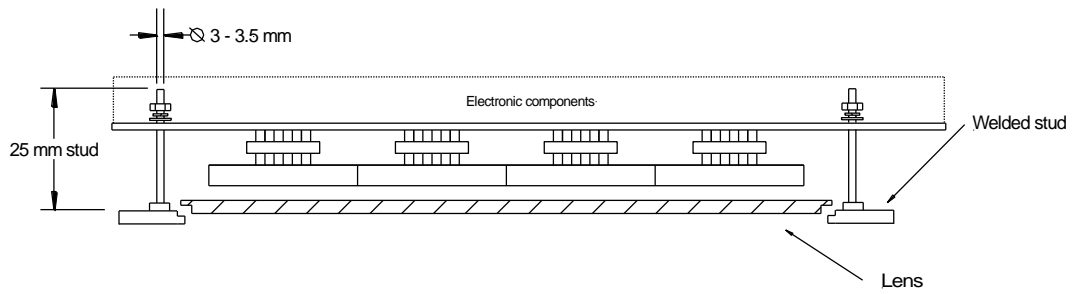 Ø 3 - 3.5 mm
Electronic components
Welded stud
25 mm stud
Lens